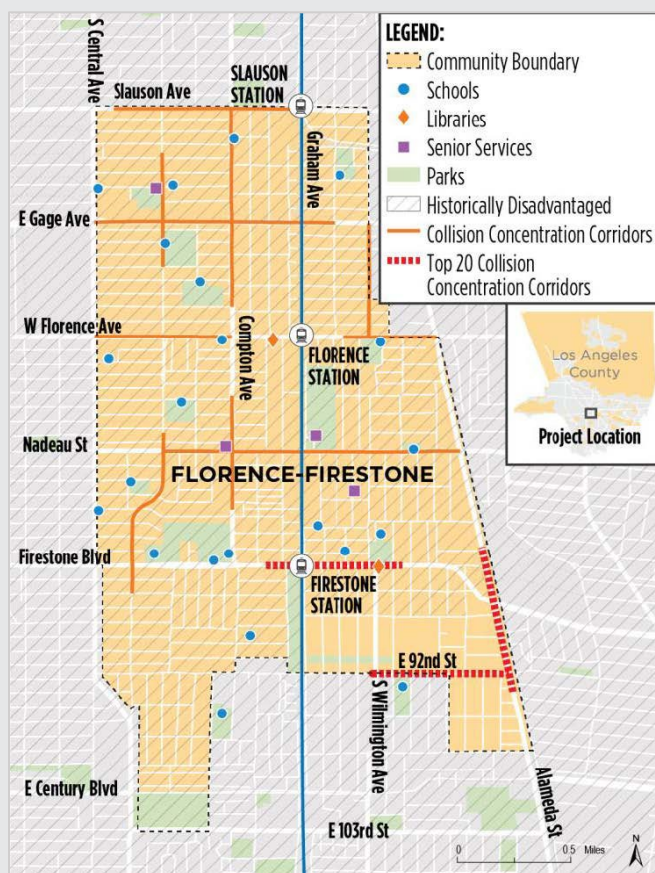 LEGEND:
Community Boundary
Schools
Libraries
Senior Services
Parks
Historically Disadvantaged
Collision Concentration Corridors
Top 20 Collision
Concentration Corridors
Los Angeles
County
Project Location
S Central Ave
Slauson Ave
SLAUSON
STATION
Graham Ave
E Gage Ave
W Florence Ave
Compton Ave
FLORENCE
STATION
Nadeau St
FLORENCE-FIRESTONE
Firestone Blvd
FIRESTONE
STATION
E 92nd St
S Wilmington Ave
Alameda St
E Century Blvd
E 103rd St
0 0.5 Miles
N